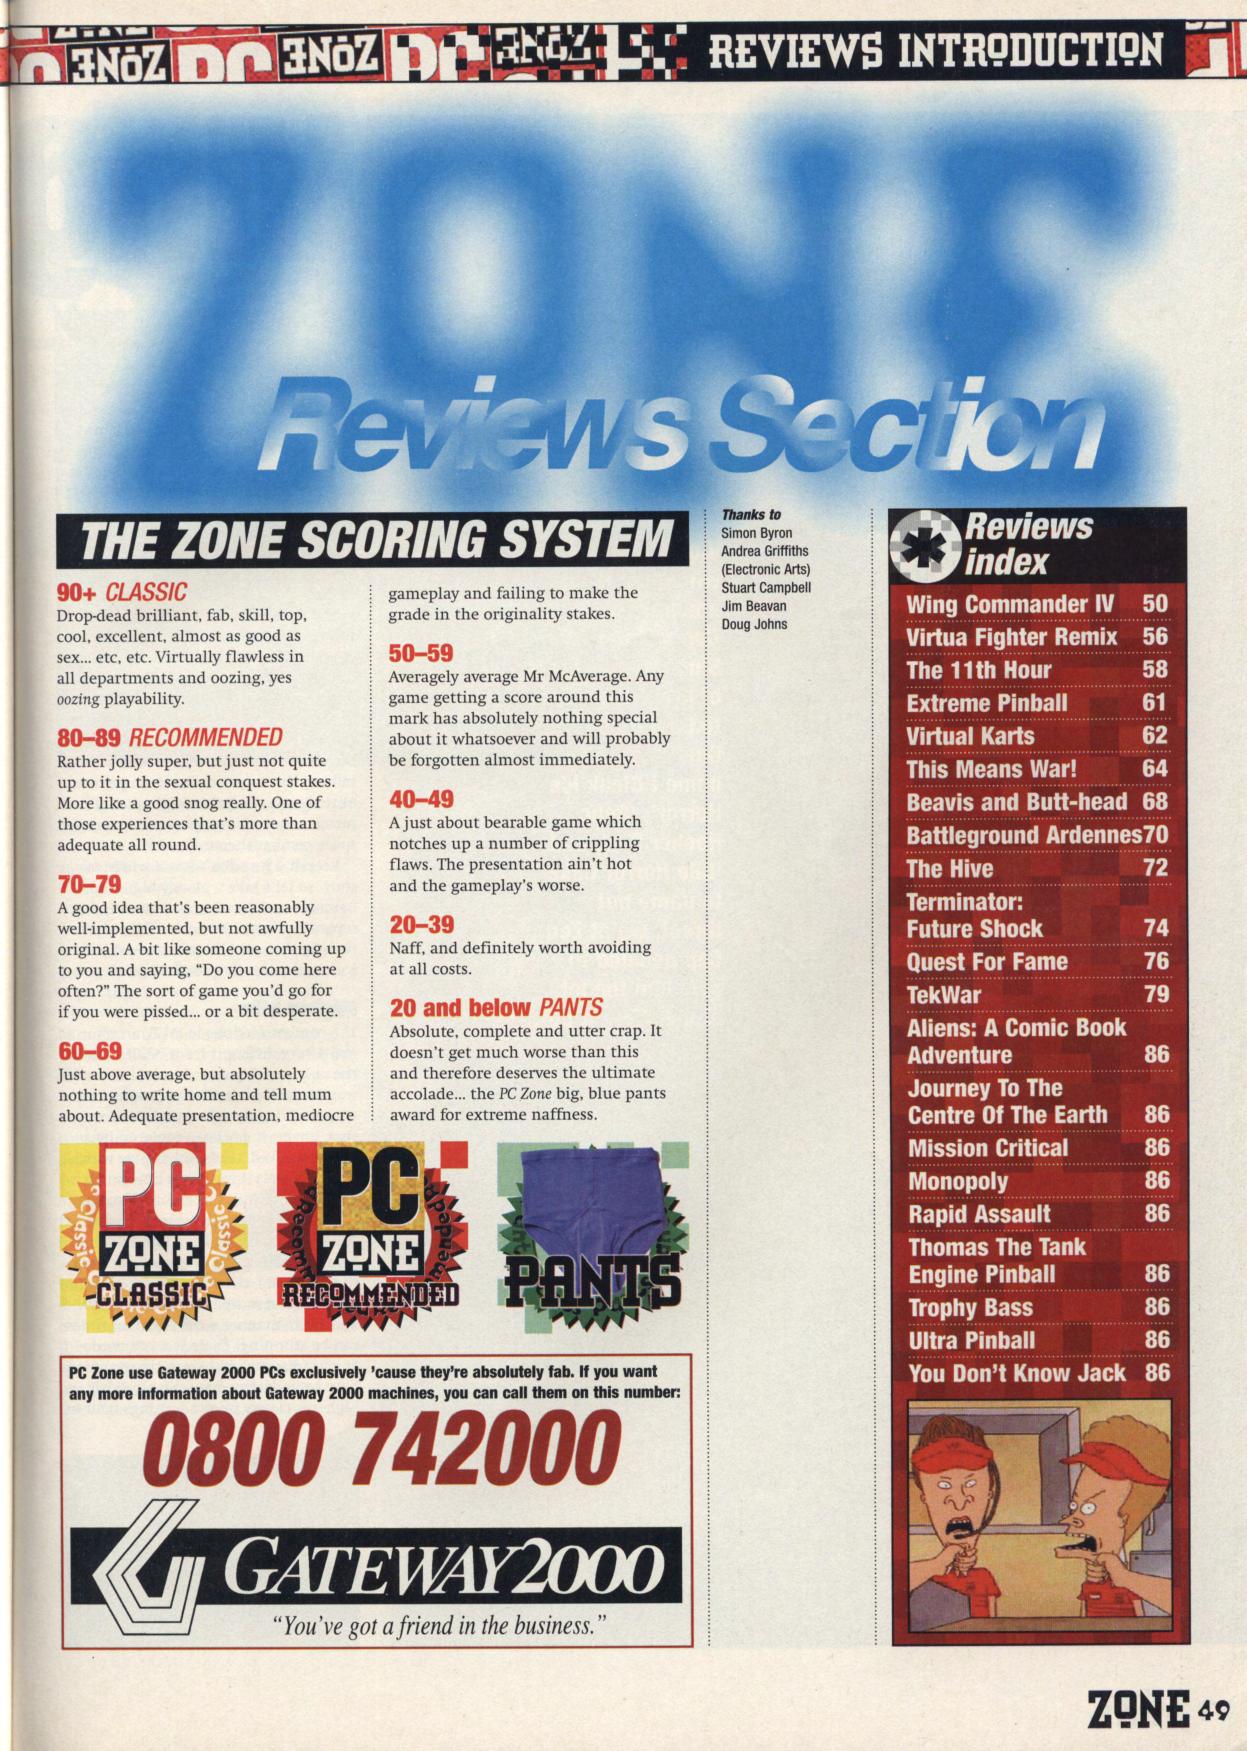 ZONE PC ZONE PC ZONE PC
REVIEWS INTRODUCTION
ZONE
Reviews Section
THE ZONE SCORING SYSTEM
90+ CLASSIC
Drop-dead brilliant, fab, skill, top,
cool, excellent, almost as good as
sex... etc, etc. Virtually flawless in
all departments and oozing, yes
oozing playability.
80–89 RECOMMENDED
Rather jolly super, but just not quite
up to it in the sexual conquest stakes.
More like a good snog really. One of
those experiences that's more than
adequate all round.
70–79
A good idea that's been reasonably
well-implemented, but not awfully
original. A bit like someone coming up
to you and saying, “Do you come here
often?” The sort of game you'd go for
if you were pissed... or a bit desperate.
60–69
Just above average, but absolutely
nothing to write home and tell mum
about. Adequate presentation, mediocre
gameplay and failing to make the
grade in the originality stakes.
50–59
Averagely average Mr McAverage. Any
game getting a score around this
mark has absolutely nothing special
about it whatsoever and will probably
be forgotten almost immediately.
40–49
A just about bearable game which
notches up a number of crippling
flaws. The presentation ain't hot
and the gameplay's worse.
20–39
Naff, and definitely worth avoiding
at all costs.
20 and below PANTS
Absolute, complete and utter crap. It
doesn't get much worse than this
and therefore deserves the ultimate
accolade... the PC Zone big, blue pants
award for extreme naffness.
PC
ZONE
CLASSIC
Classic
Classic
PC
ZONE
RECOMMENDED
PANTS
PC Zone use Gateway 2000 PCs exclusively 'cause they're absolutely fab. If you want
any more information about Gateway 2000 machines, you can call them on this number:
0800 742000
GATEWAY2000
“You've got a friend in the business.”
Thanks to
Simon Byron
Andrea Griffiths
(Electronic Arts)
Stuart Campbell
Jim Beavan
Doug Johns
Reviews
index
Wing Commander IV 50
Virtua Fighter Remix 56
The 11th Hour 58
Extreme Pinball 61
Virtual Karts 62
This Means War! 64
Beavis and Butt-head 68
Battleground Ardennes70
The Hive 72
Terminator:
Future Shock 74
Quest For Fame 76
TekWar 79
Aliens: A Comic Book
Adventure 86
Journey To The
Centre Of The Earth 86
Mission Critical 86
Monopoly 86
Rapid Assault 86
Thomas The Tank
Engine Pinball 86
Trophy Bass 86
Ultra Pinball 86
You Don't Know Jack 86
ZONE 49